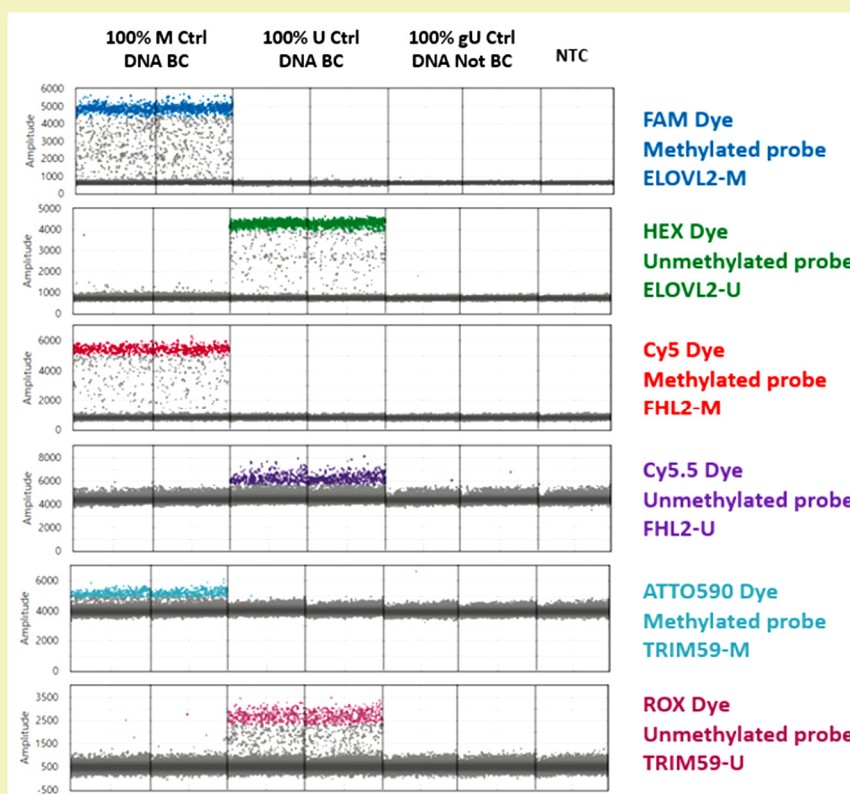 100% M Ctrl
DNA BC
100% U Ctrl
DNA BC
100% gU Ctrl
DNA Not BC
NTC
Amplitude
6000
5000
4000
3000
2000
1000
0
FAM Dye
Methylated probe
ELOVL2-M
Amplitude
5000
4000
3000
2000
1000
0
HEX Dye
Unmethylated probe
ELOVL2-U
Amplitude
6000
4000
2000
0
Cy5 Dye
Methylated probe
FHL2-M
Amplitude
8000
6000
4000
2000
0
Cy5.5 Dye
Unmethylated probe
FHL2-U
Amplitude
6000
4000
2000
0
ATTO590 Dye
Methylated probe
TRIM59-M
Amplitude
3500
2500
1500
500
-500
ROX Dye
Unmethylated probe
TRIM59-U